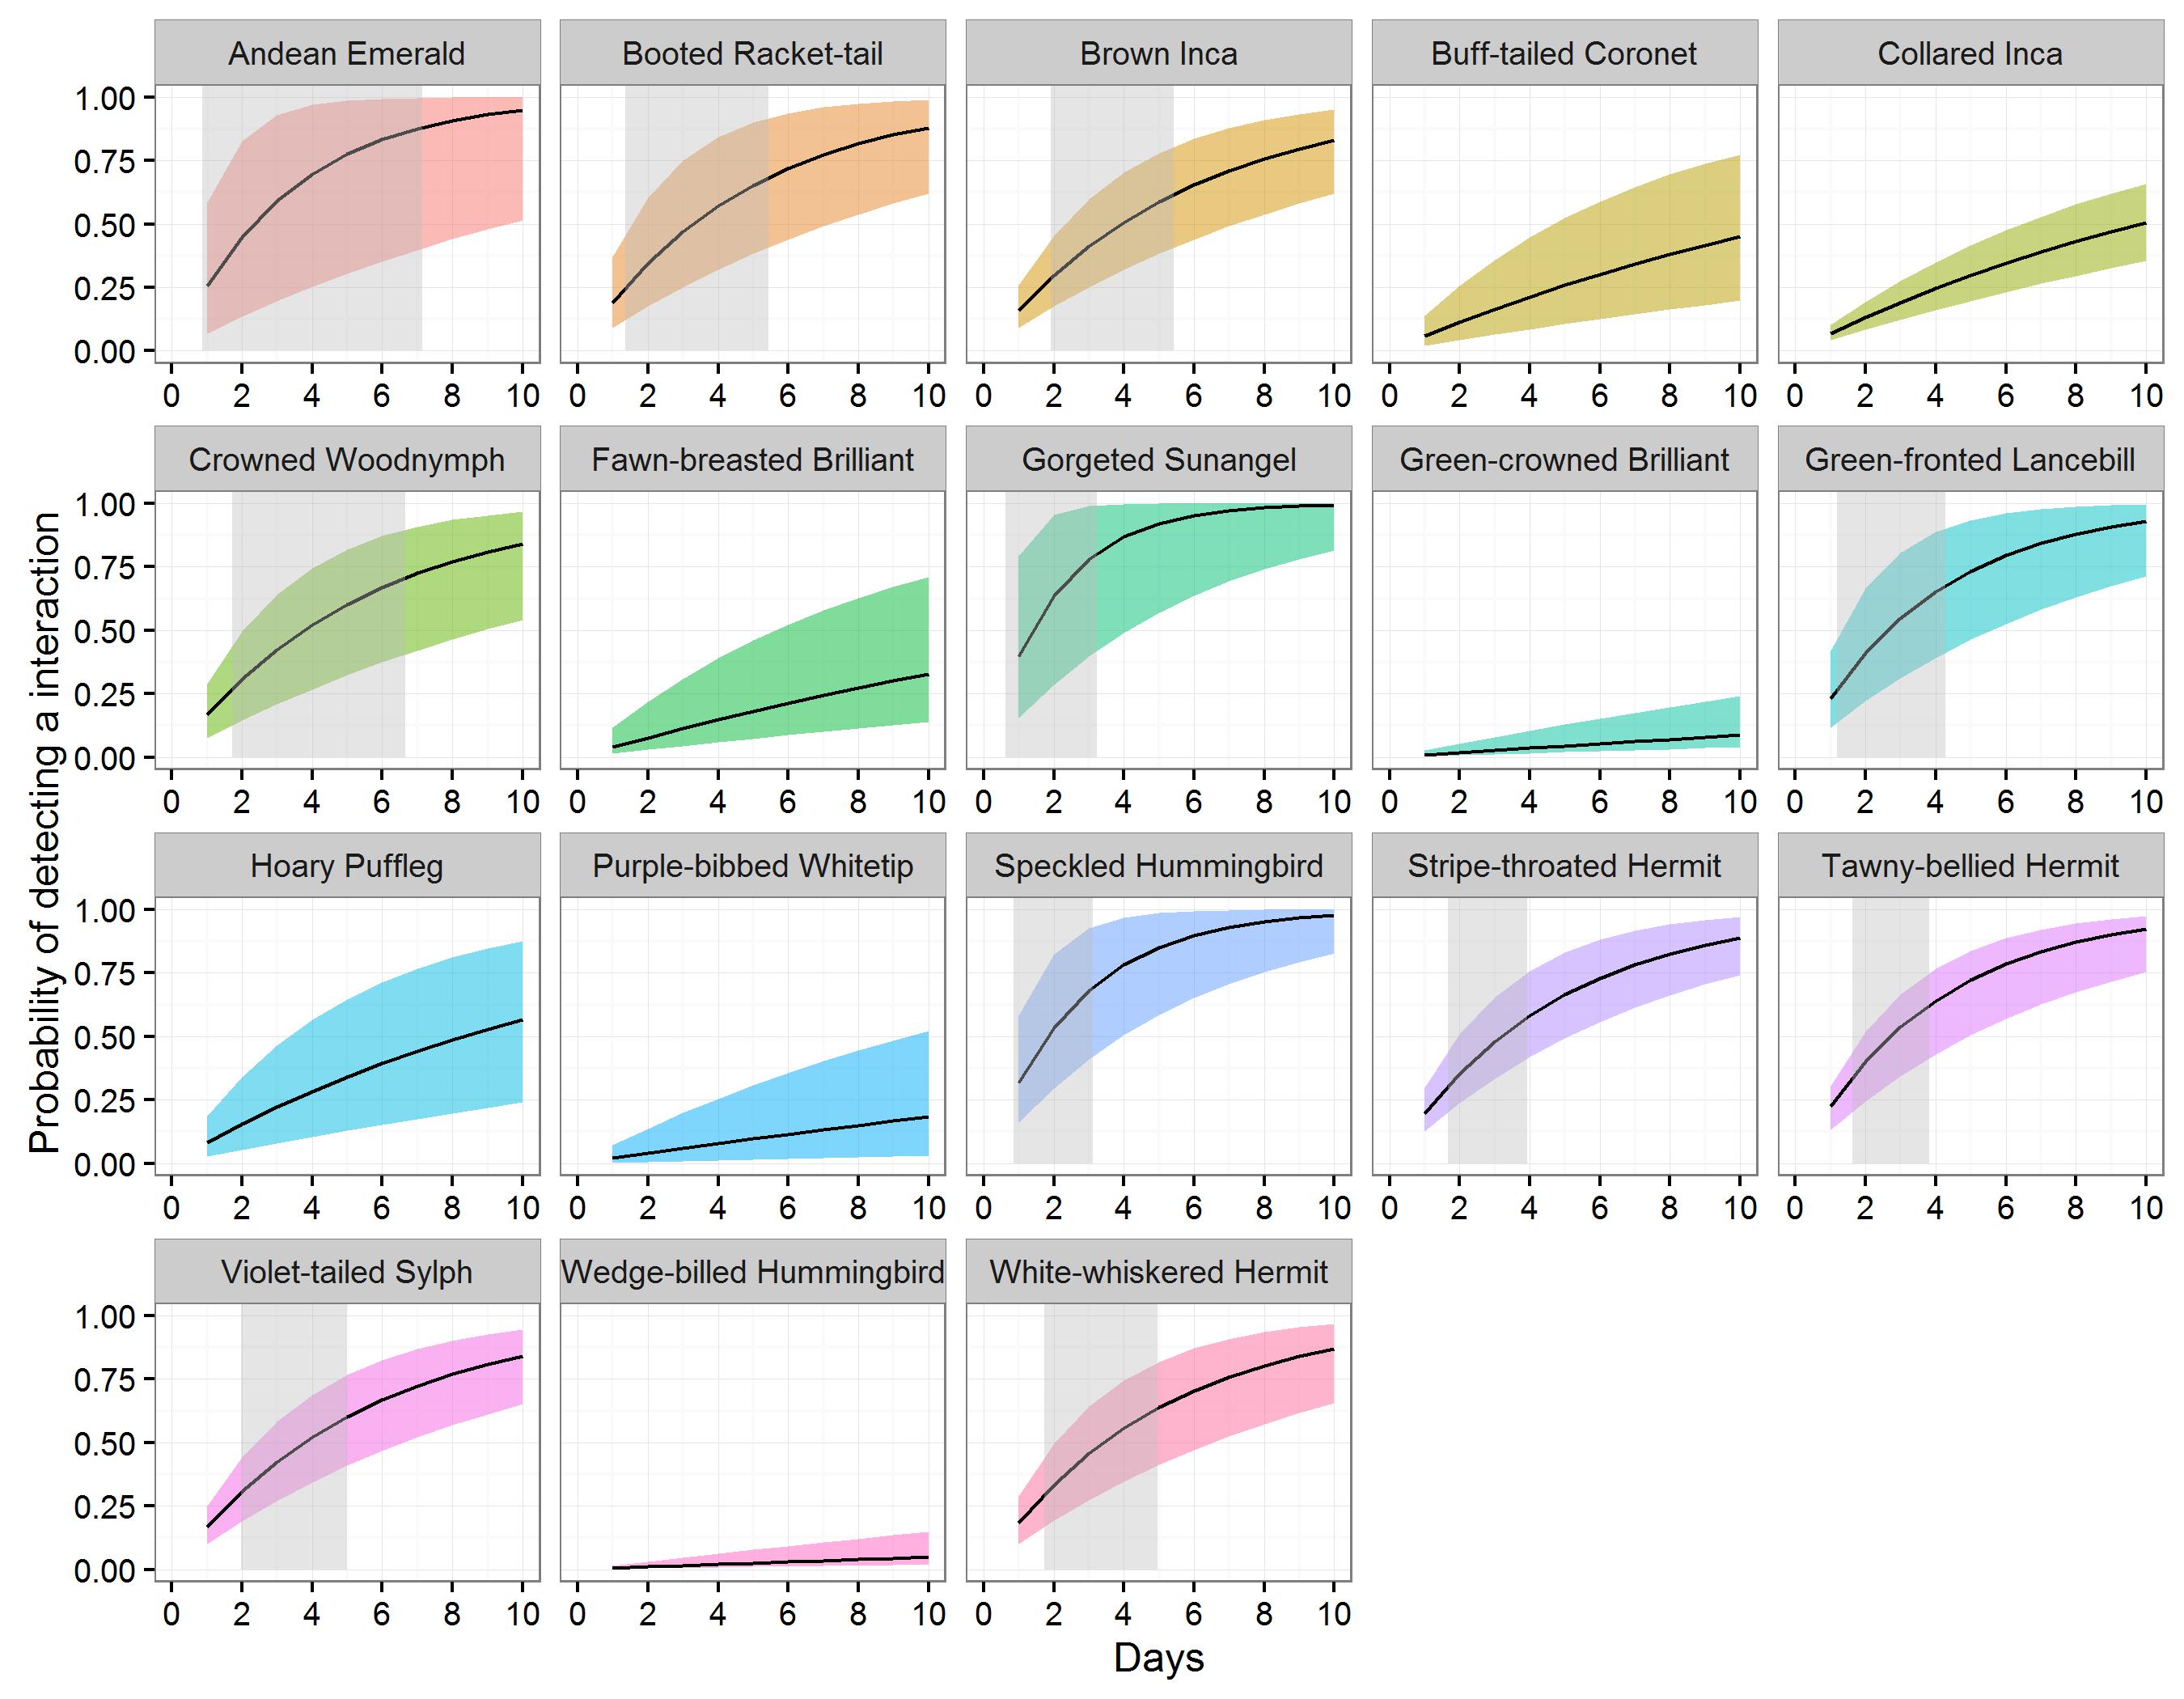 Andean Emerald Booted Racket-tail Brown Inca Buff-tailed Coronet Collared Inca
1.00
0.75
0.50
0.25
0.00
0 2 4 6 8 10 0 2 4 6 8 10 0 2 4 6 8 10 0 2 4 6 8 10 0 2 4 6 8 10
Crowned Woodnymph Fawn-breasted Brilliant Gorgeted Sunangel Green-crowned Brilliant Green-fronted Lancebill
1.00
0.75
0.50
0.25
0.00
0 2 4 6 8 10 0 2 4 6 8 10 0 2 4 6 8 10 0 2 4 6 8 10 0 2 4 6 8 10
Probability of detecting a interaction
Hoary Puffleg Purple-bibbed Whitetip Speckled Hummingbird Stripe-throated Hermit Tawny-bellied Hermit
1.00
0.75
0.50
0.25
0.00
0 2 4 6 8 10 0 2 4 6 8 10 0 2 4 6 8 10 0 2 4 6 8 10 0 2 4 6 8 10
Violet-tailed Sylph Wedge-billed Hummingbird White-whiskered Hermit
1.00
0.75
0.50
0.25
0.00
0 2 4 6 8 10 0 2 4 6 8 10 0 2 4 6 8 10
Days